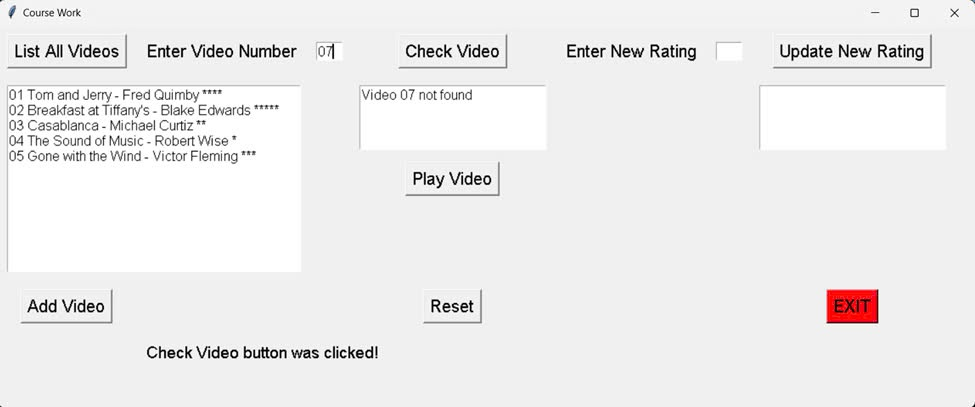 Course Work
List All Videos Enter Video Number 07 Check Video Enter New Rating Update New Rating
01 Tom and Jerry - Fred Quimby ****
02 Breakfast at Tiffany's - Blake Edwards *****
03 Casablanca - Michael Curtiz **
04 The Sound of Music - Robert Wise *
05 Gone with the Wind - Victor Fleming ***
Video 07 not found
Play Video
Add Video Reset EXIT
Check Video button was clicked!